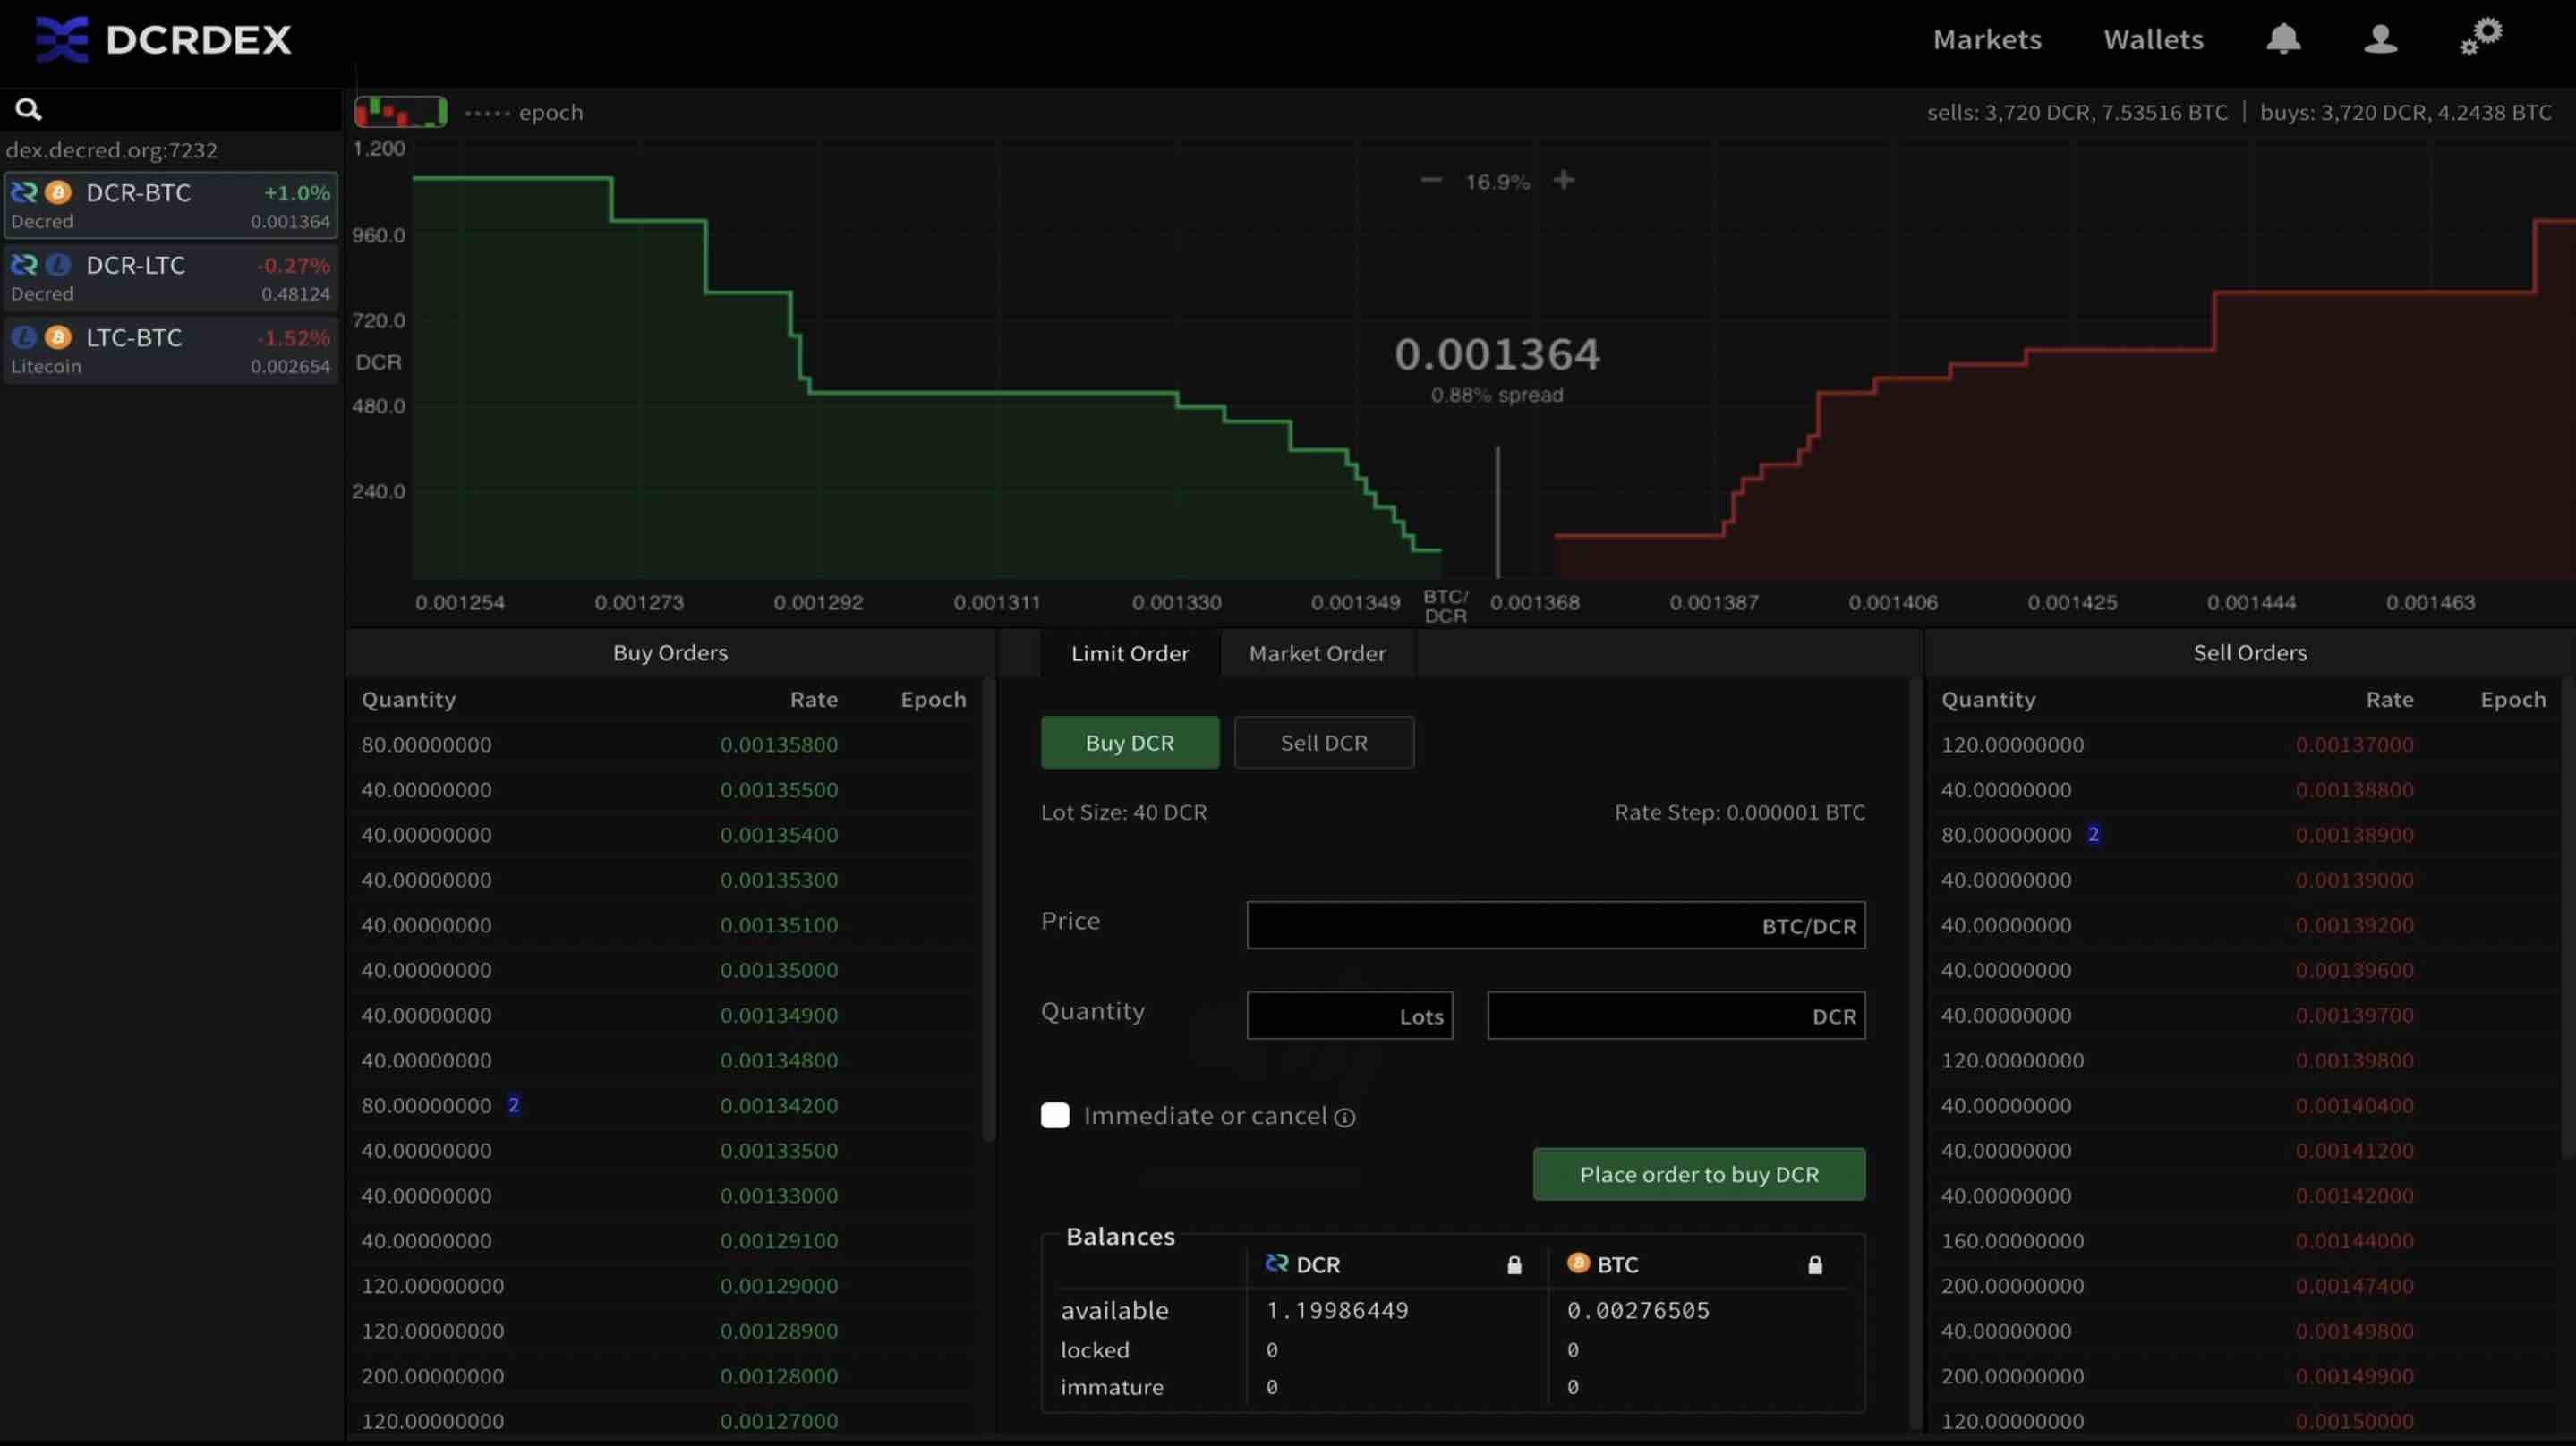 DCRDEX
Markets
Wallets
dex.decred.org:7232
DCR-BTC +1.0%
Decred 0.001364
DCR-LTC -0.27%
Decred 0.48124
LTC-BTC -1.52%
Litecoin 0.002654
epoch
sells: 3,720 DCR, 7.53516 BTC | buys: 3,720 DCR, 4.2438 BTC
1,200
960.0
720.0
DCR
480.0
240.0
− 16.9% +
0.001364
0.88% spread
0.001254 0.001273 0.001292 0.001311 0.001330 0.001349 BTC/ 0.001368 0.001387 0.001406 0.001425 0.001444 0.001463
DCR
Buy Orders
Quantity Rate Epoch
80.00000000 0.00135800
40.00000000 0.00135500
40.00000000 0.00135400
40.00000000 0.00135300
40.00000000 0.00135100
40.00000000 0.00135000
40.00000000 0.00134900
40.00000000 0.00134800
80.00000000 2 0.00134200
40.00000000 0.00133500
40.00000000 0.00133000
40.00000000 0.00129100
120.00000000 0.00129000
120.00000000 0.00128900
200.00000000 0.00128000
120.00000000 0.00127000
Limit Order Market Order
Buy DCR Sell DCR
Lot Size: 40 DCR Rate Step: 0.000001 BTC
Price BTC/DCR
Quantity Lots DCR
Immediate or cancel
Place order to buy DCR
Balances
DCR BTC
available 1.19986449 0.00276505
locked 0 0
immature 0 0
Sell Orders
Quantity Rate Epoch
120.00000000 0.00137000
40.00000000 0.00138800
80.00000000 2 0.00138900
40.00000000 0.00139000
40.00000000 0.00139200
40.00000000 0.00139600
40.00000000 0.00139700
120.00000000 0.00139800
40.00000000 0.00140400
40.00000000 0.00141200
40.00000000 0.00142000
160.00000000 0.00144000
200.00000000 0.00147400
40.00000000 0.00149800
200.00000000 0.00149900
120.00000000 0.00150000